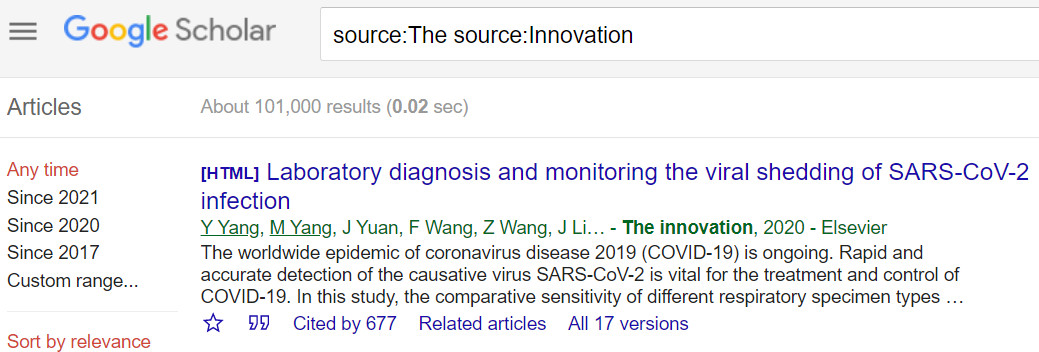 Google Scholar
source:The source:Innovation
Articles
About 101,000 results (0.02 sec)
Any time
Since 2021
Since 2020
Since 2017
Custom range...
Sort by relevance
[HTML] Laboratory diagnosis and monitoring the viral shedding of SARS-CoV-2
infection
Y Yang, M Yang, J Yuan, F Wang, Z Wang, J Li… - The innovation, 2020 - Elsevier
The worldwide epidemic of coronavirus disease 2019 (COVID-19) is ongoing. Rapid and
accurate detection of the causative virus SARS-CoV-2 is vital for the treatment and control of
COVID-19. In this study, the comparative sensitivity of different respiratory specimen types …
Cited by 677 Related articles All 17 versions